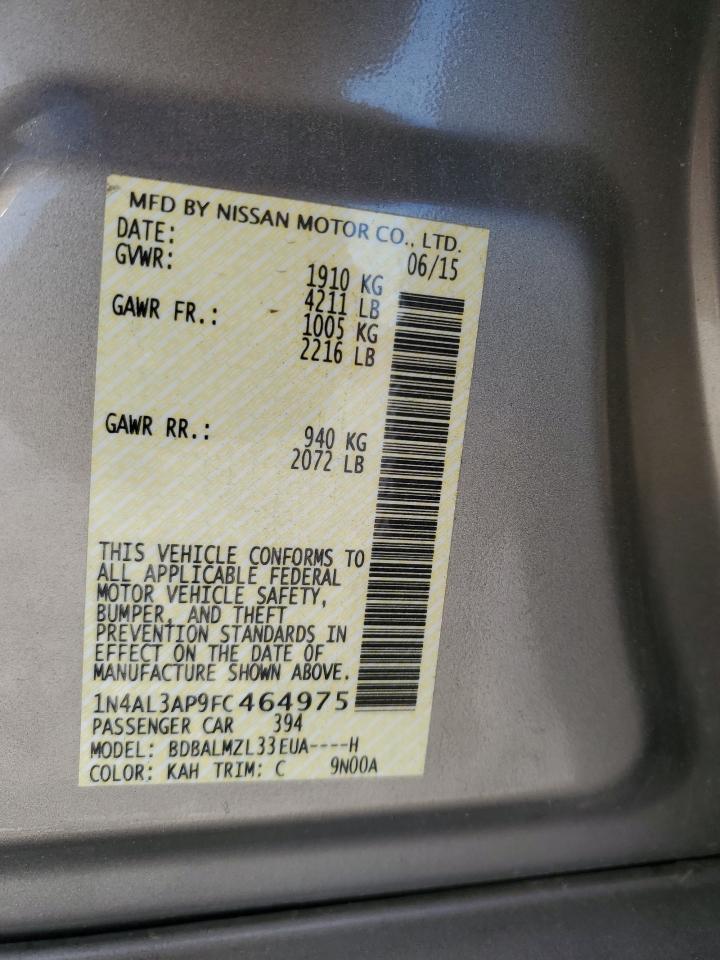 MFD BY NISSAN MOTOR CO., LTD.
DATE: 06/15
GVWR: 1910 KG
4211 LB
GAWR FR.: 1005 KG
2216 LB
GAWR RR.: 940 KG
2072 LB
THIS VEHICLE CONFORMS TO
ALL APPLICABLE FEDERAL
MOTOR VEHICLE SAFETY,
BUMPER, AND THEFT
PREVENTION STANDARDS IN
EFFECT ON THE DATE OF
MANUFACTURE SHOWN ABOVE.
1N4AL3AP9FC464975
PASSENGER CAR 394
MODEL: BDBALMZL33EUA----H
COLOR: KAH TRIM: C 9N00A